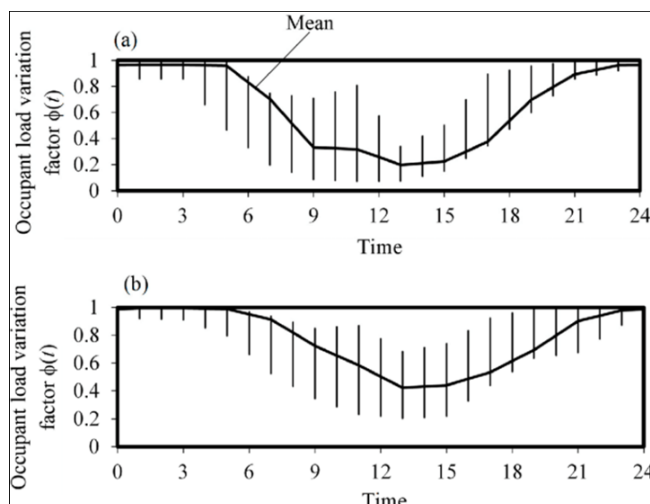 (a)
Mean
Occupant load variation
factor ϕ(t)
1
0.8
0.6
0.4
0.2
0
0 3 6 9 12 15 18 21 24
Time
(b)
Occupant load variation
factor ϕ(t)
1
0.8
0.6
0.4
0.2
0
0 3 6 9 12 15 18 21 24
Time